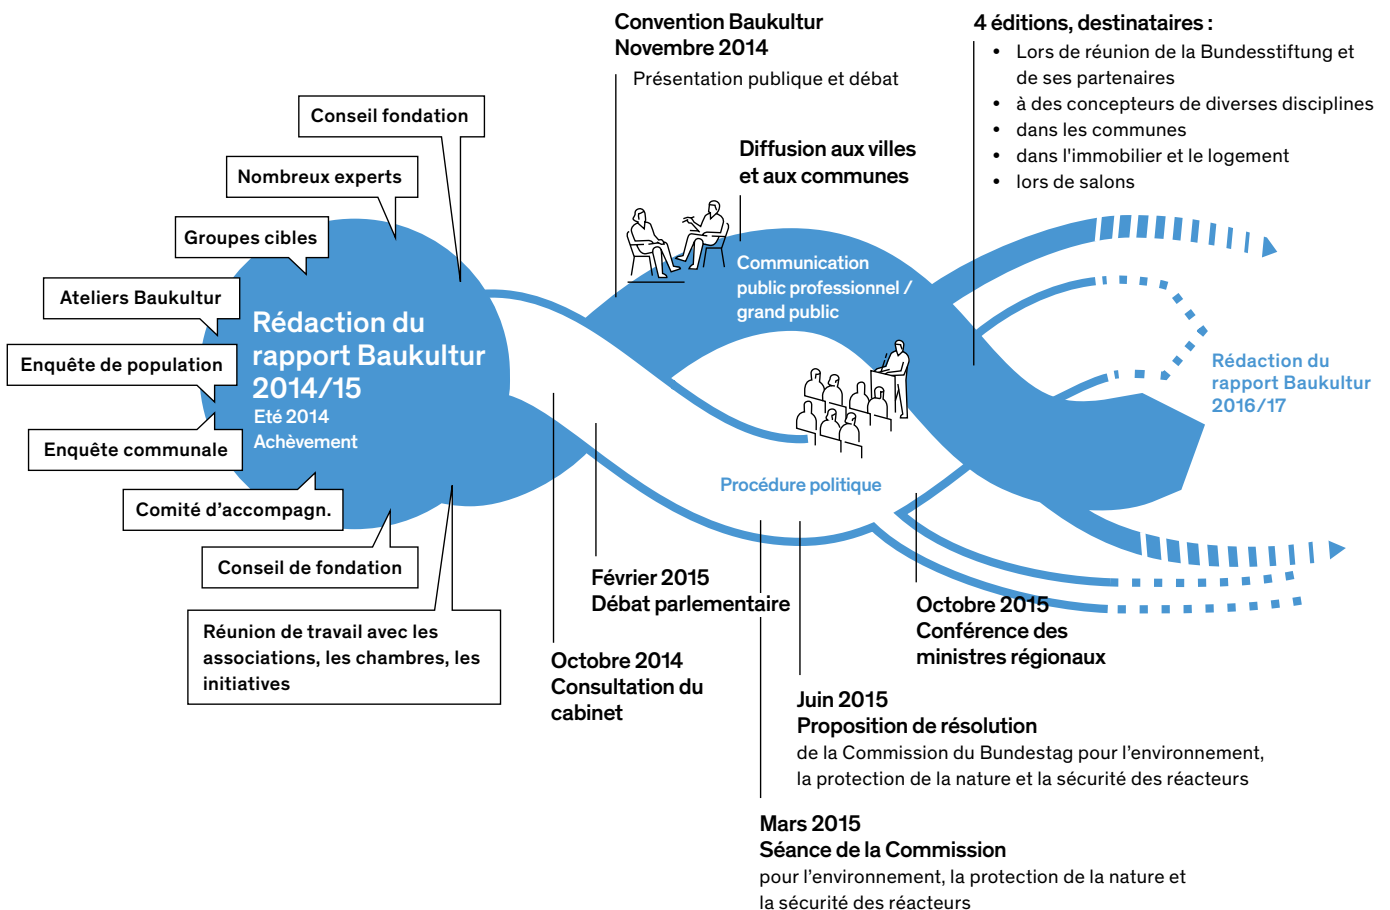 Convention Baukultur
Novembre 2014
Présentation publique et débat
4 éditions, destinataires :
• Lors de réunion de la Bundesstiftung et
de ses partenaires
• à des concepteurs de diverses disciplines
• dans les communes
• dans l'immobilier et le logement
• lors de salons
Diffusion aux villes
et aux communes
Conseil fondation
Nombreux experts
Groupes cibles
Ateliers Baukultur
Enquête de population
Enquête communale
Comité d’accompagn.
Conseil de fondation
Réunion de travail avec les
associations, les chambres, les
initiatives
Rédaction du
rapport Baukultur
2014/15
Eté 2014
Achèvement
Communication
public professionnel /
grand public
Procédure politique
Rédaction du
rapport Baukultur
2016/17
Février 2015
Débat parlementaire
Octobre 2014
Consultation du
cabinet
Octobre 2015
Conférence des
ministres régionaux
Juin 2015
Proposition de résolution
de la Commission du Bundestag pour l’environnement,
la protection de la nature et la sécurité des réacteurs
Mars 2015
Séance de la Commission
pour l’environnement, la protection de la nature et
la sécurité des réacteurs